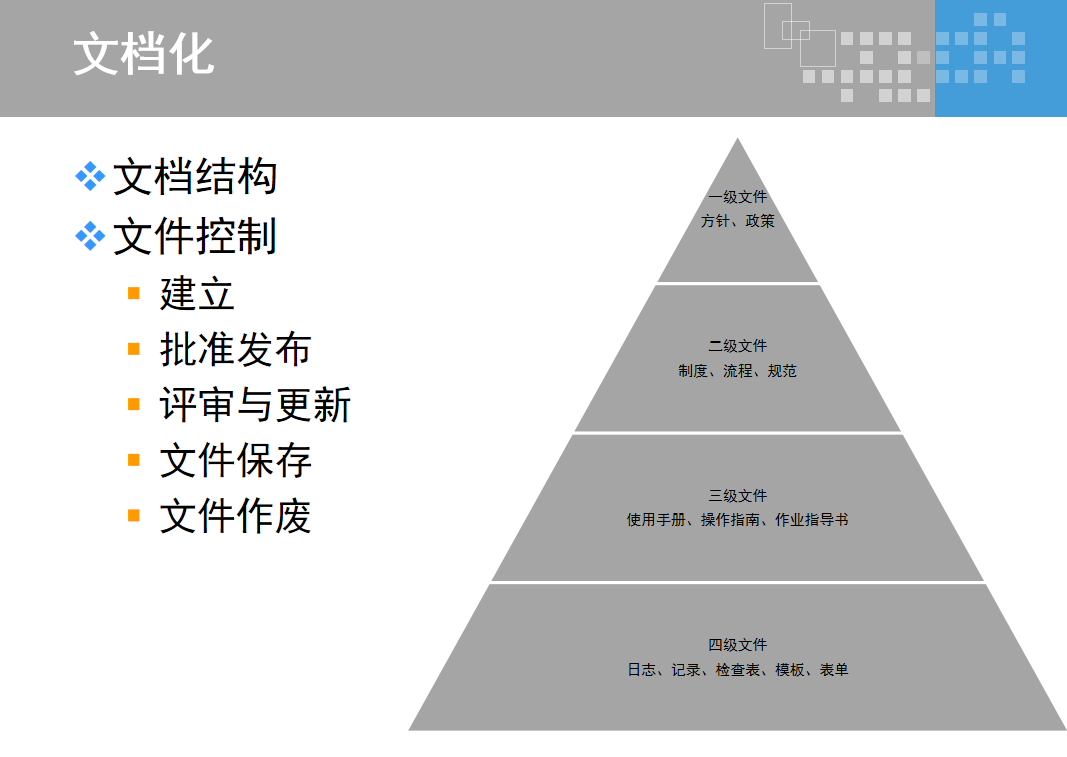 文档化
文档结构
文件控制
建立
批准发布
评审与更新
文件保存
文件作废
一级文件
方针、政策
二级文件
制度、流程、规范
三级文件
使用手册、操作指南、作业指导书
四级文件
日志、记录、检查表、模板、表单